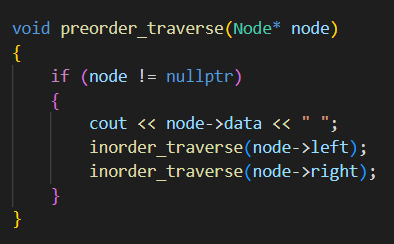 void preorder_traverse(Node* node)
{
    if (node != nullptr)
    {
        cout << node->data << " ";
        inorder_traverse(node->left);
        inorder_traverse(node->right);
    }
}